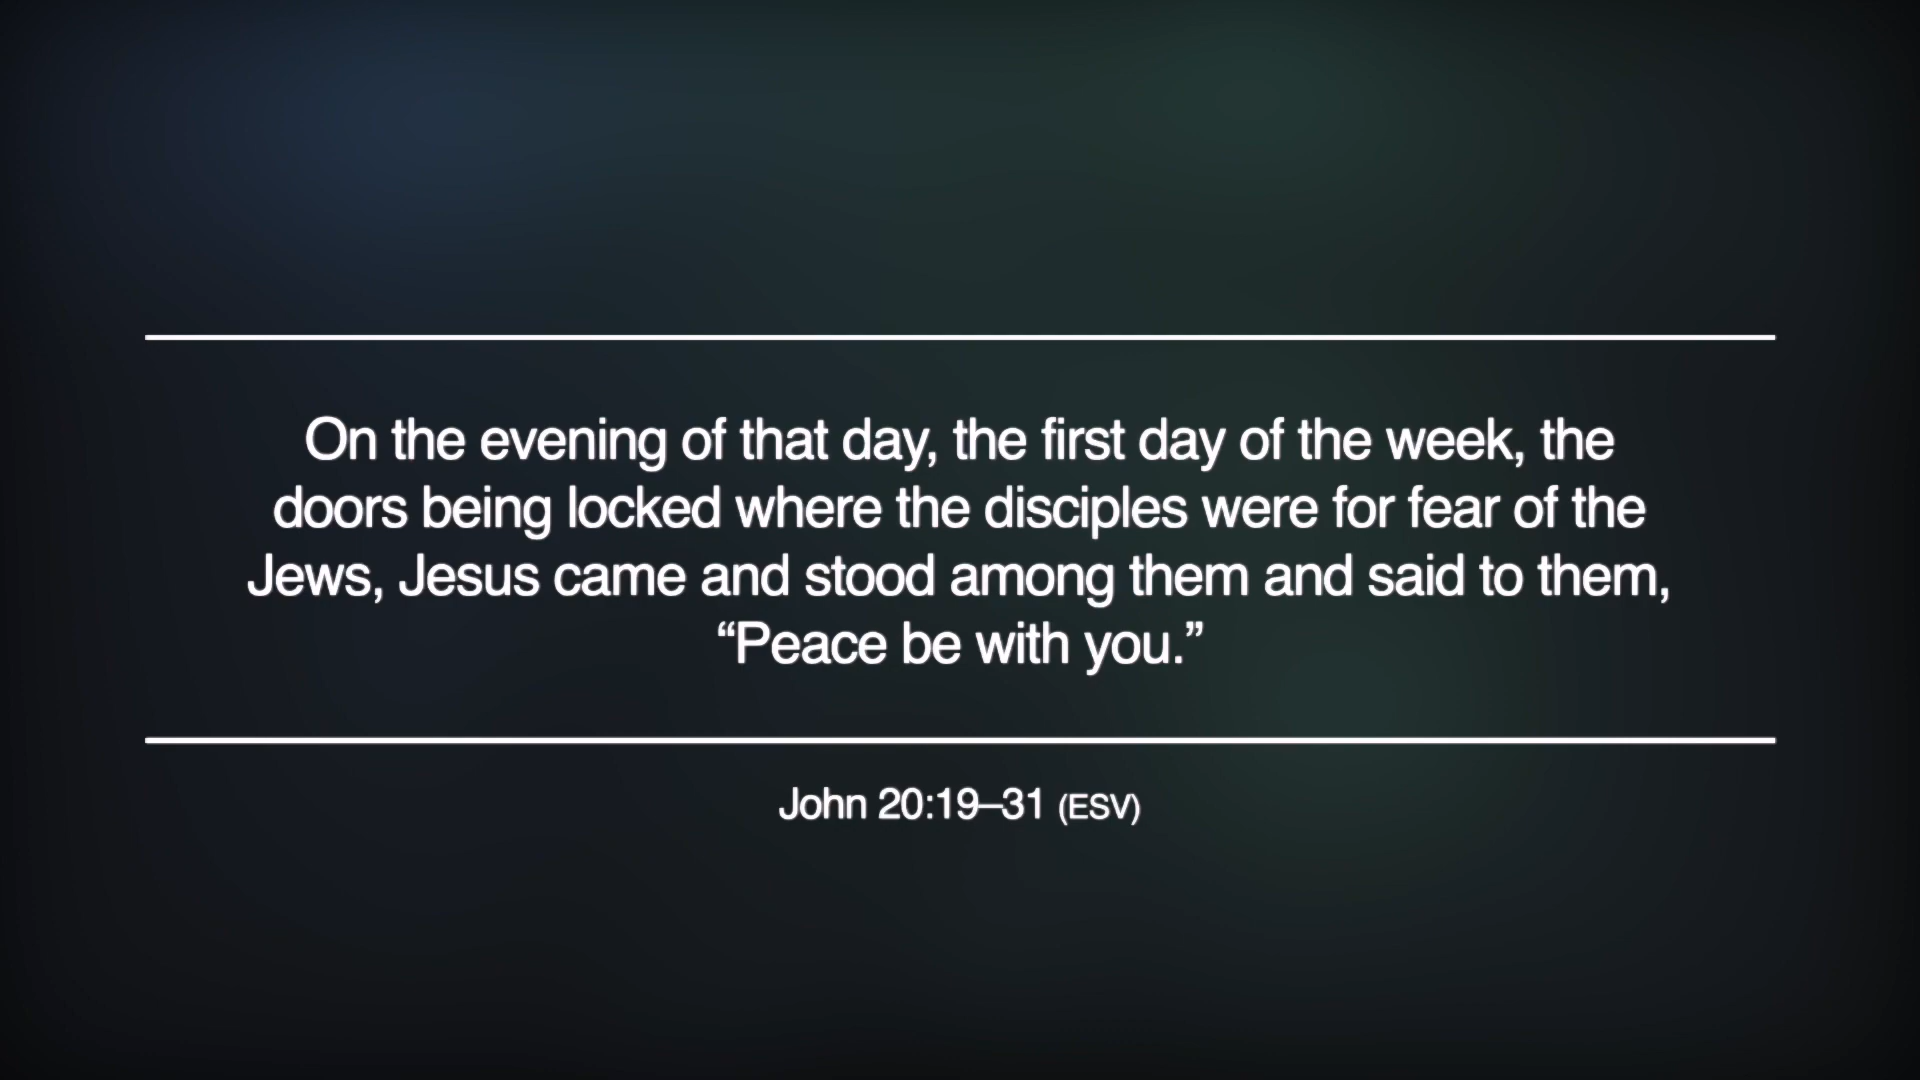 On the evening of that day, the first day of the week, the
doors being locked where the disciples were for fear of the
Jews, Jesus came and stood among them and said to them,
“Peace be with you.”
John 20:19–31 (ESV)